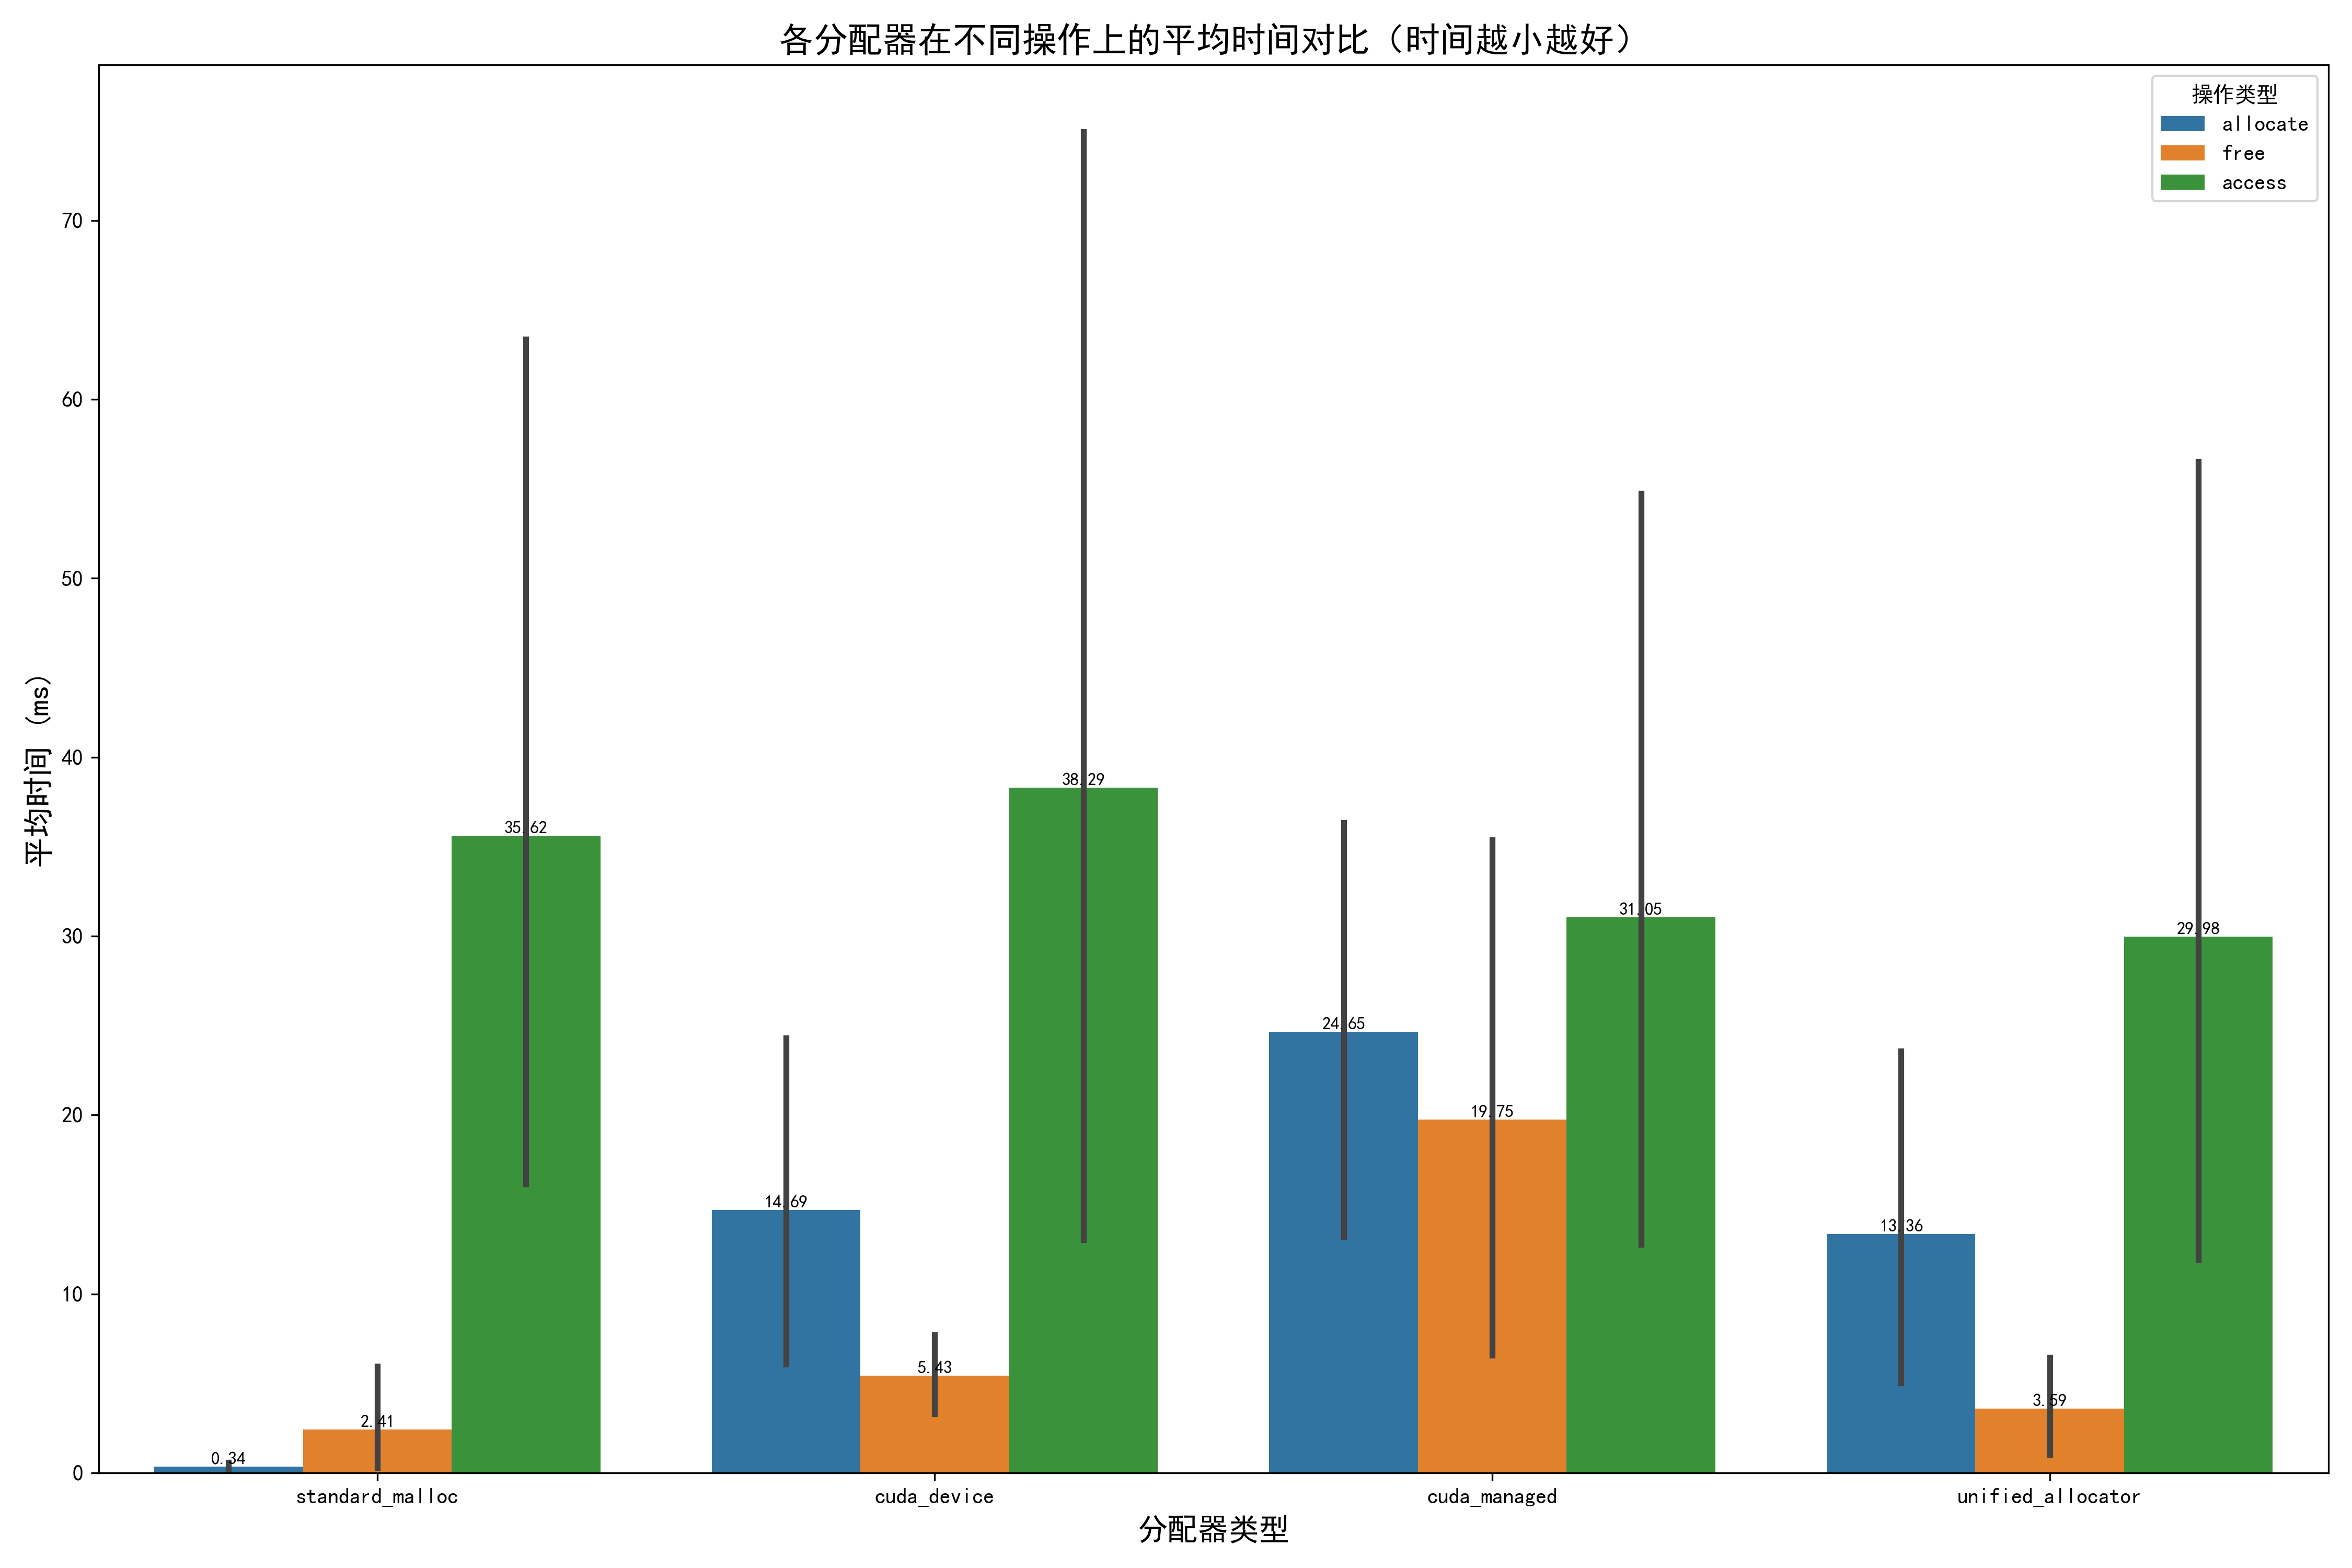 各分配器在不同操作上的平均时间对比（时间越小越好）
操作类型
allocate
free
access
平均时间 (ms)
70
60
50
40
30
20
10
0
0.34
2.41
35.62
14.69
5.43
38.29
24.65
19.75
31.05
13.36
3.59
29.98
standard_malloc
cuda_device
cuda_managed
unified_allocator
分配器类型